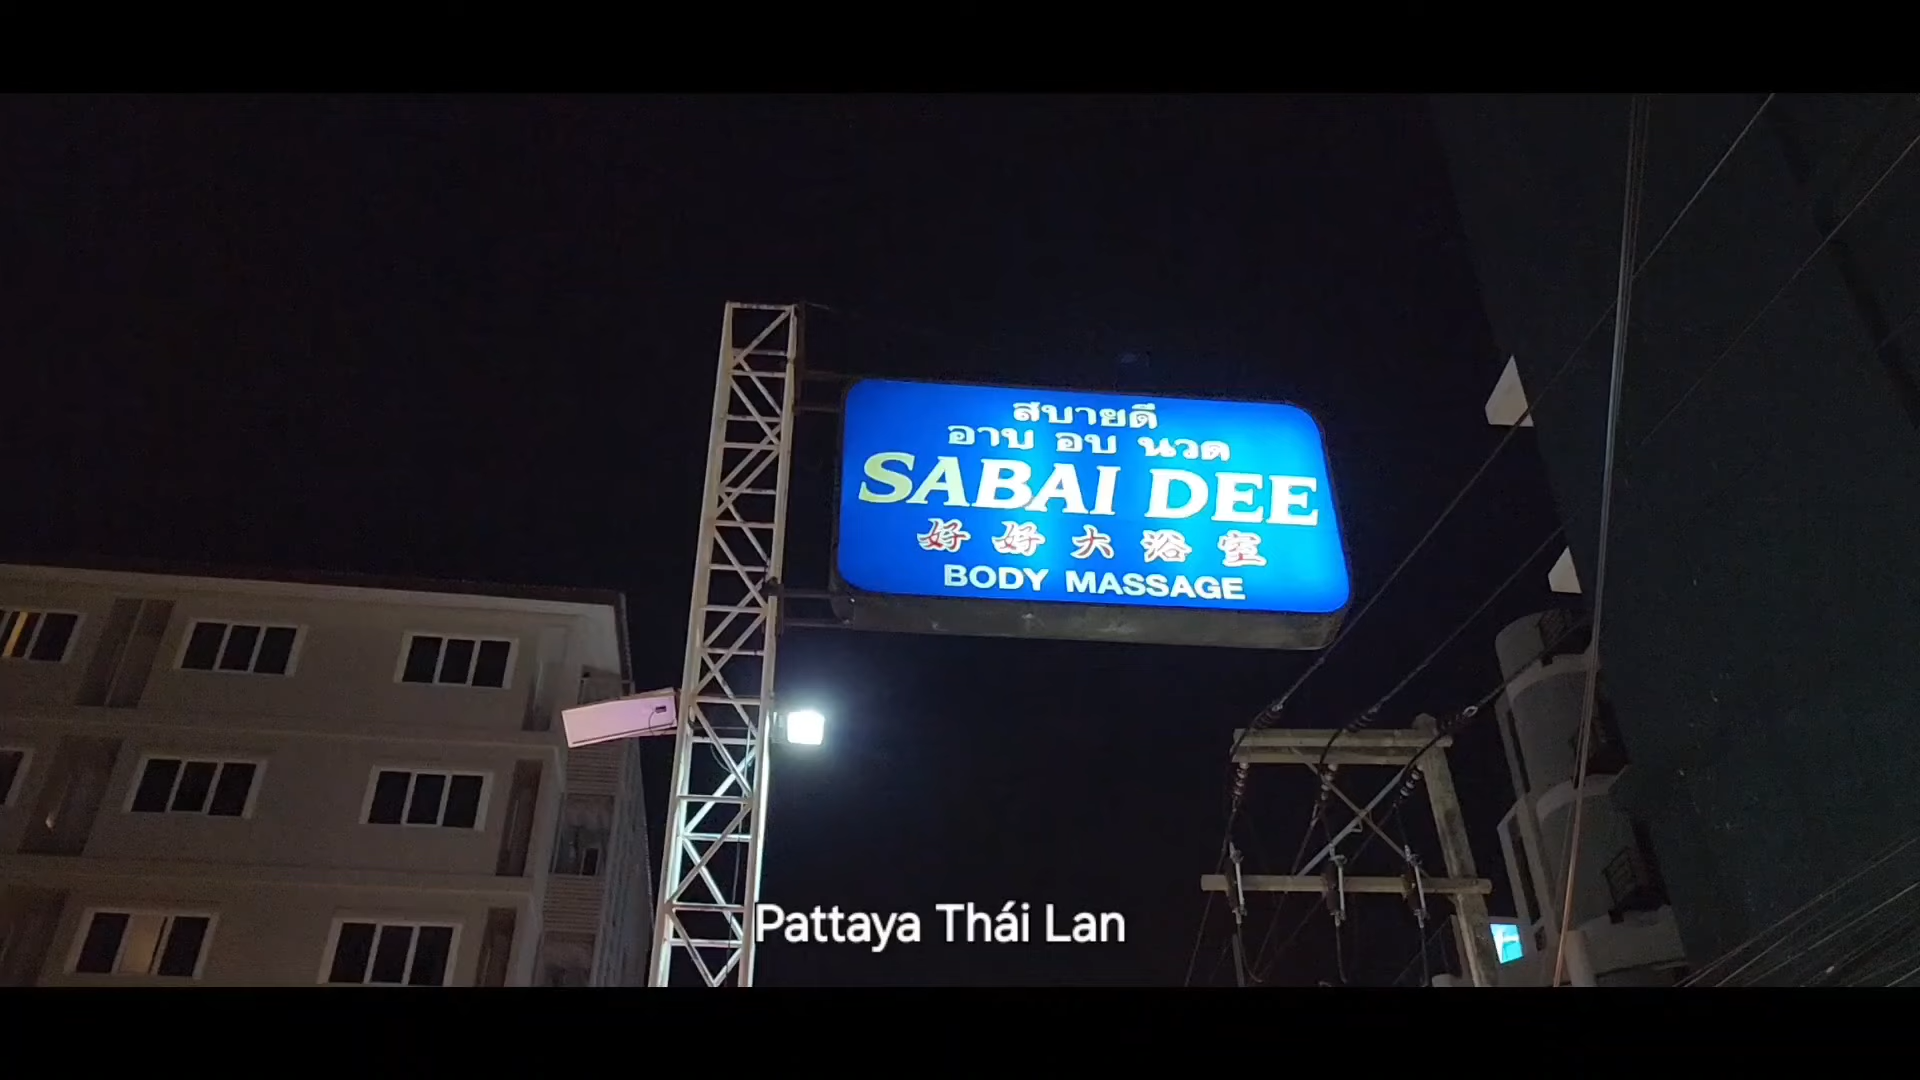 สบายดี
อาบ อบ นวด
SABAI DEE
好好大浴室
BODY MASSAGE
Pattaya Thái Lan